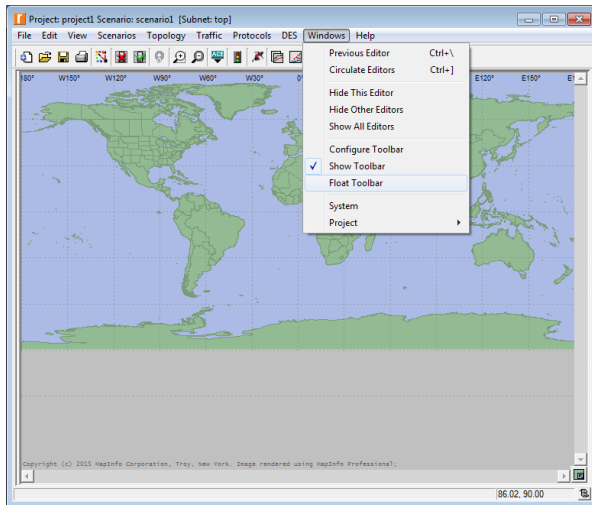 Project: project1 Scenario: scenario1 [Subnet: top]
File Edit View Scenarios Topology Traffic Protocols DES Windows Help
W150° W120° W90° W60° W30° E120° E150°
Previous Editor Ctrl+\
Circulate Editors Ctrl+]
Hide This Editor
Hide Other Editors
Show All Editors
Configure Toolbar
✓ Show Toolbar
Float Toolbar
System
Project
Copyright (c) 2015 MapInfo Corporation, Troy, New York. Image rendered using MapInfo Professional;
86.02, 90.00